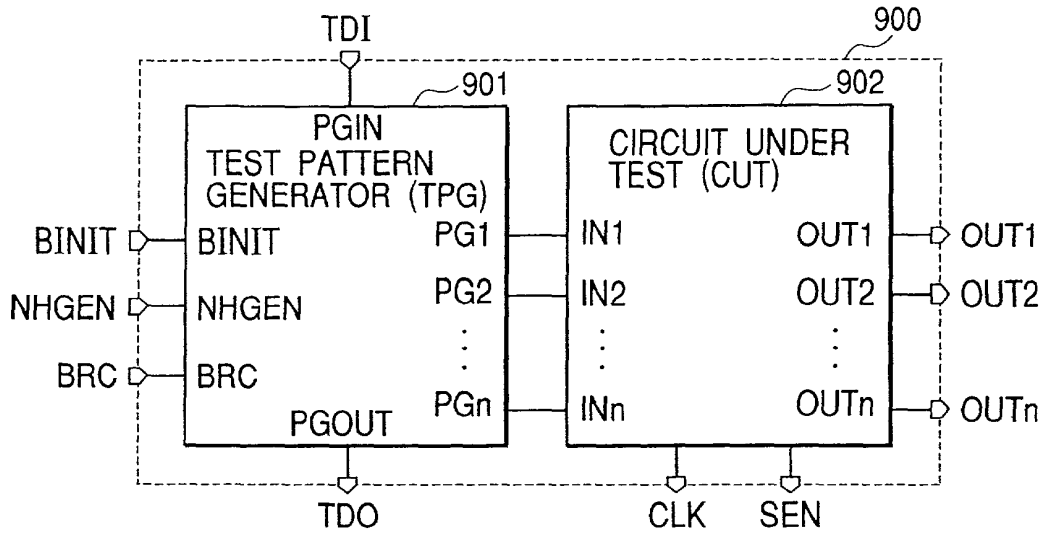 TDI
900
901
902
PGIN
TEST PATTERN
GENERATOR (TPG)
CIRCUIT UNDER
TEST (CUT)
BINIT BINIT PG1 IN1 OUT1 OUT1
NHGEN NHGEN PG2 IN2 OUT2 OUT2
BRC BRC
PGn INn OUTn OUTn
PGOUT
TDO CLK SEN